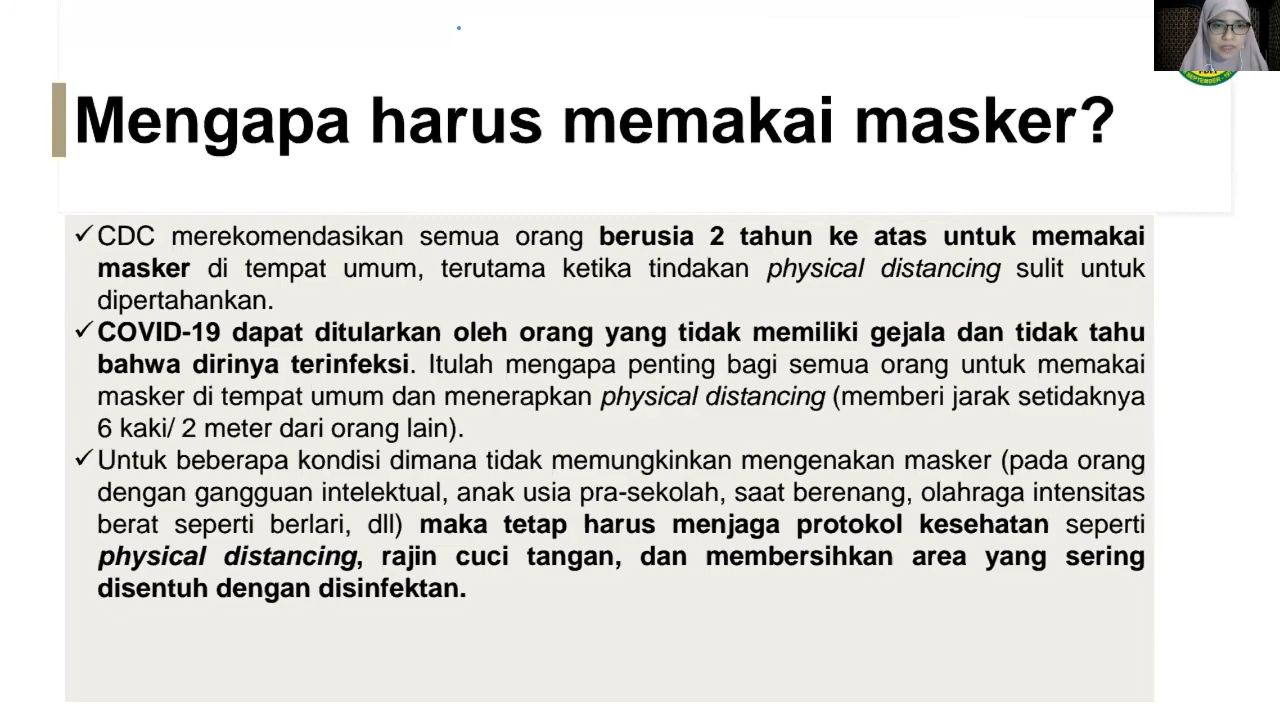 Mengapa harus memakai masker?
✓CDC merekomendasikan semua orang berusia 2 tahun ke atas untuk memakai
masker di tempat umum, terutama ketika tindakan physical distancing sulit untuk
dipertahankan.
✓COVID-19 dapat ditularkan oleh orang yang tidak memiliki gejala dan tidak tahu
bahwa dirinya terinfeksi. Itulah mengapa penting bagi semua orang untuk memakai
masker di tempat umum dan menerapkan physical distancing (memberi jarak setidaknya
6 kaki/ 2 meter dari orang lain).
✓Untuk beberapa kondisi dimana tidak memungkinkan mengenakan masker (pada orang
dengan gangguan intelektual, anak usia pra-sekolah, saat berenang, olahraga intensitas
berat seperti berlari, dll) maka tetap harus menjaga protokol kesehatan seperti
physical distancing, rajin cuci tangan, dan membersihkan area yang sering
disentuh dengan disinfektan.